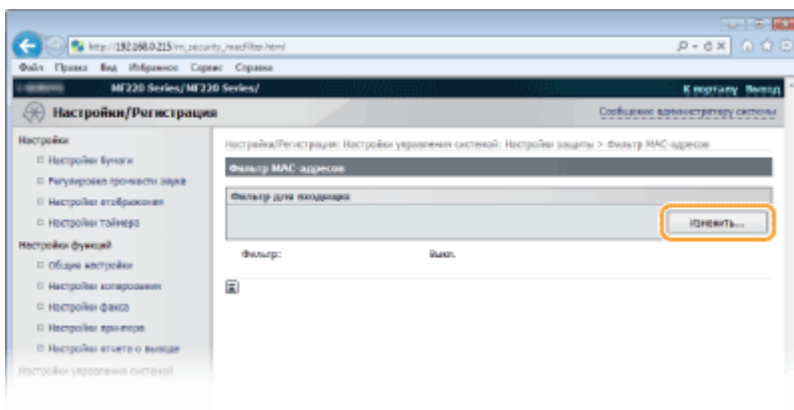 http://192.168.0.215/m_security_macfilter.html
Файл Правка Вид Избранное Сервис Справка
MF220 Series/MF220 Series/
К порталу Выход
Настройки/Регистрация
Сообщение администратору системы
Настройки
Настройки бумаги
Регулировка громкости звука
Настройки отображения
Настройки таймера
Настройки функций
Общие настройки
Настройки копирования
Настройки факса
Настройки принтера
Настройки отчета о выводе
Настройки управления системой
Настройка/Регистрация: Настройки управления системой: Настройки защиты > Фильтр MAC-адресов
Фильтр MAC-адресов
Фильтр для входящих
Изменить...
Фильтр: Выкл.